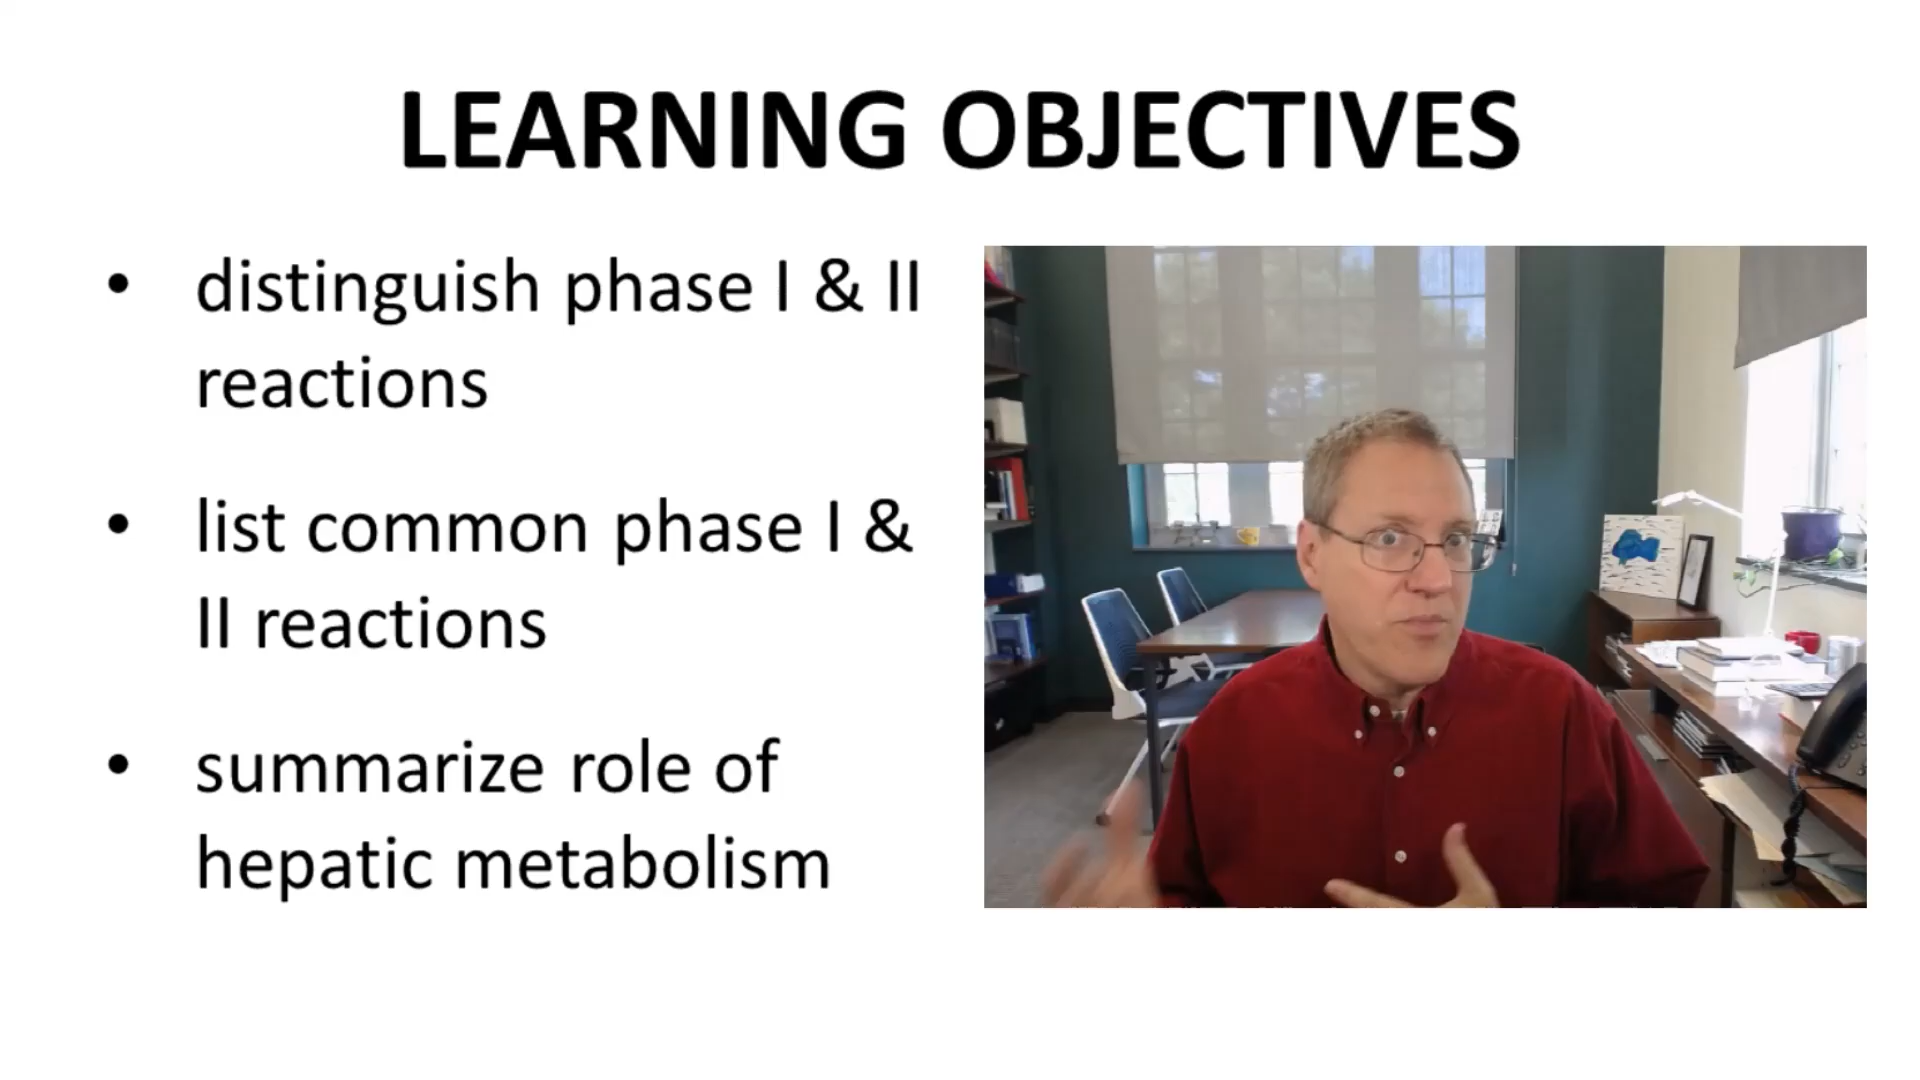 LEARNING OBJECTIVES
• distinguish phase I & II
reactions
• list common phase I &
II reactions
• summarize role of
hepatic metabolism